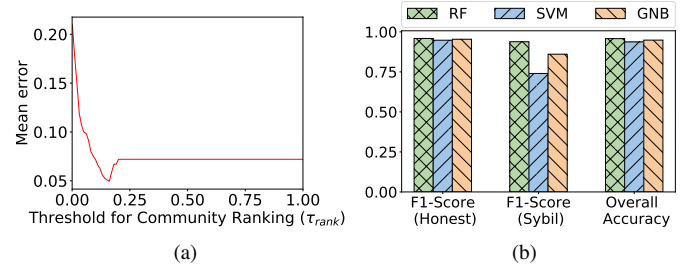 0.20
0.15
0.10
0.05
Mean error
0.00 0.25 0.50 0.75 1.00
Threshold for Community Ranking (τrank)
(a)
RF SVM GNB
1.00
0.75
0.50
0.25
0.00
F1-Score F1-Score Overall
(Honest) (Sybil) Accuracy
(b)